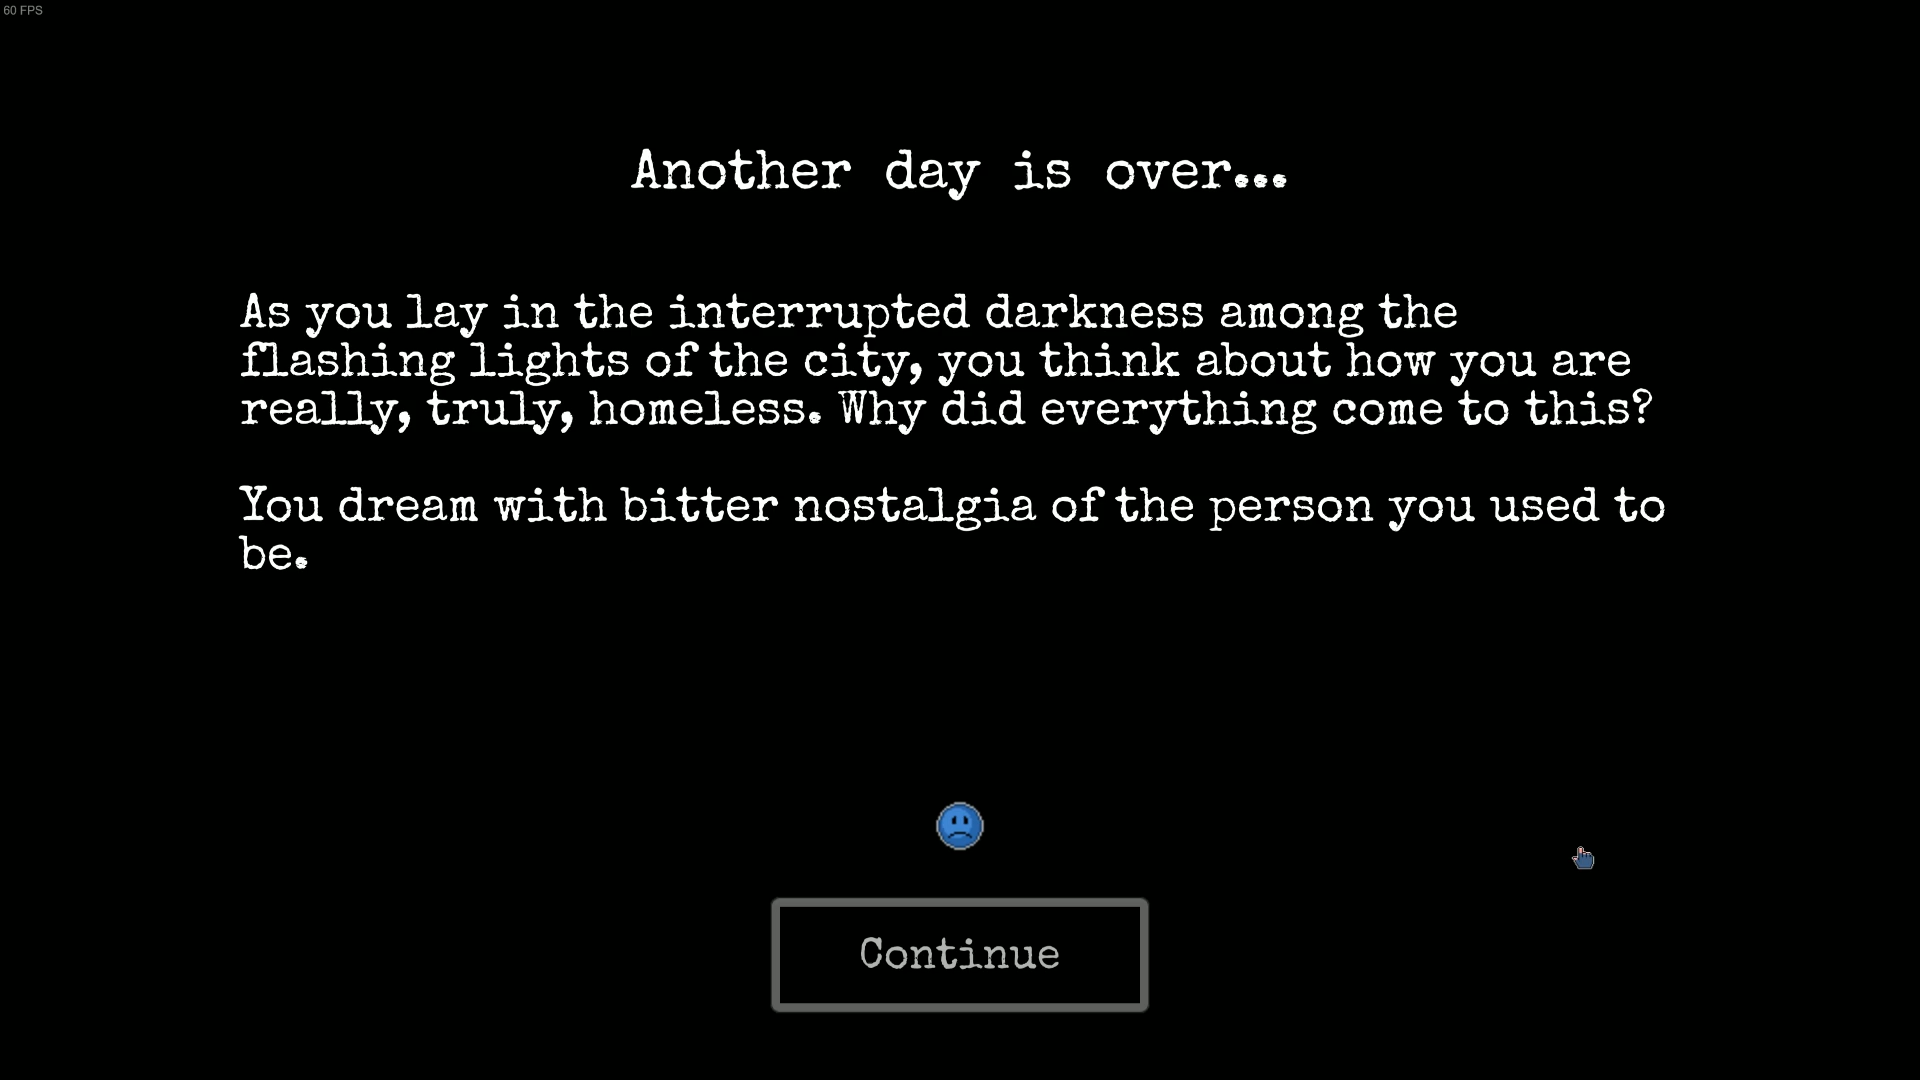 60 FPS
Another day is over...
As you lay in the interrupted darkness among the
flashing lights of the city, you think about how you are
really, truly, homeless. Why did everything come to this?
You dream with bitter nostalgia of the person you used to
be.
Continue